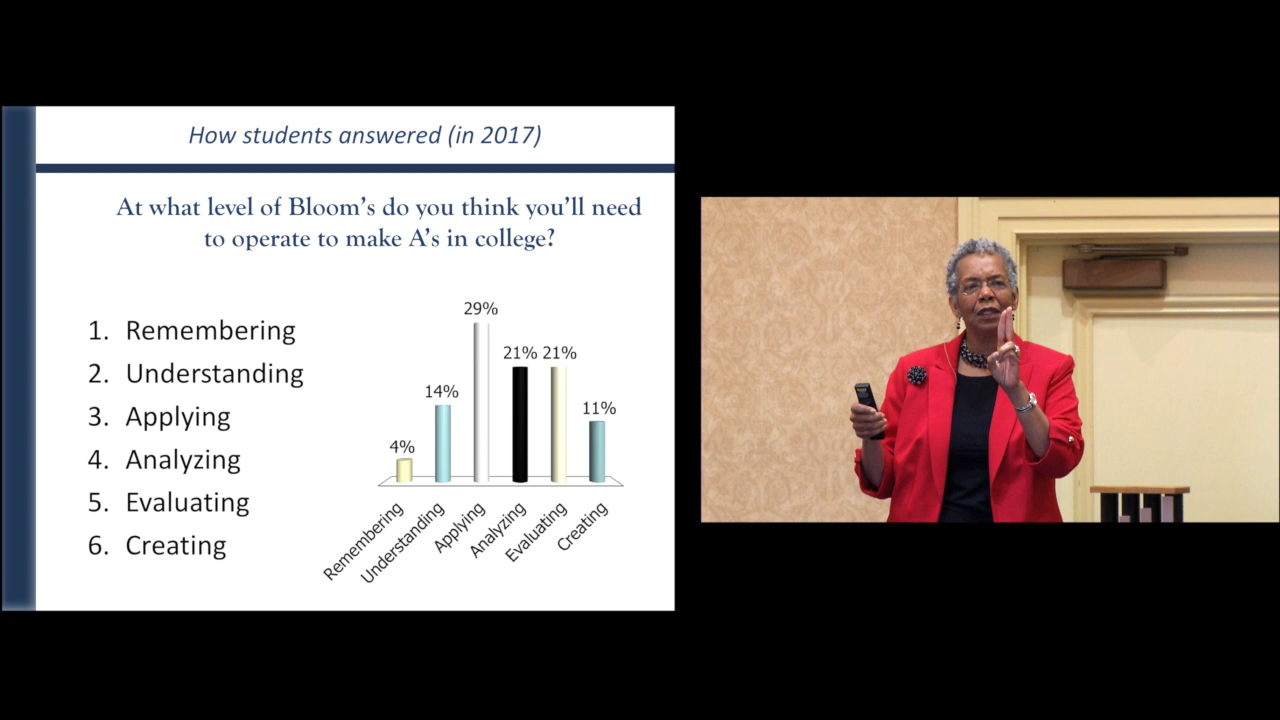 How students answered (in 2017)
At what level of Bloom's do you think you'll need
to operate to make A's in college?
1. Remembering
2. Understanding
3. Applying
4. Analyzing
5. Evaluating
6. Creating
4%
14%
29%
21%
21%
11%
Remembering
Understanding
Applying
Analyzing
Evaluating
Creating